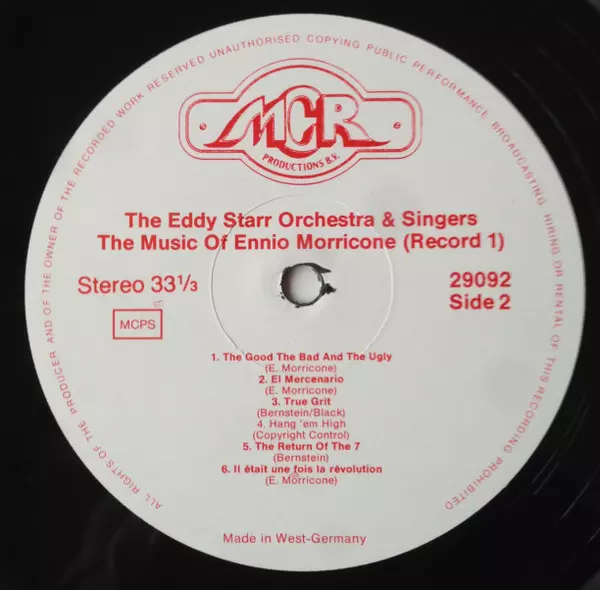 ALL RIGHTS OF THE PRODUCER AND OF THE OWNER OF THE RECORDED WORK RESERVED UNAUTHORISED COPYING PUBLIC PERFORMANCE BROADCASTING HIRING OR RENTAL OF THIS RECORDING PROHIBITED
MCR
PRODUCTIONS B.V.
The Eddy Starr Orchestra & Singers
The Music Of Ennio Morricone (Record 1)
Stereo 33 1/3
29092
Side 2
MCPS
1. The Good The Bad And The Ugly
(E. Morricone)
2. El Mercenario
(E. Morricone)
3. True Grit
(Bernstein/Black)
4. Hang 'em High
(Copyright Control)
5. The Return Of The 7
(Bernstein)
6. Il était une fois la révolution
(E. Morricone)
Made in West-Germany